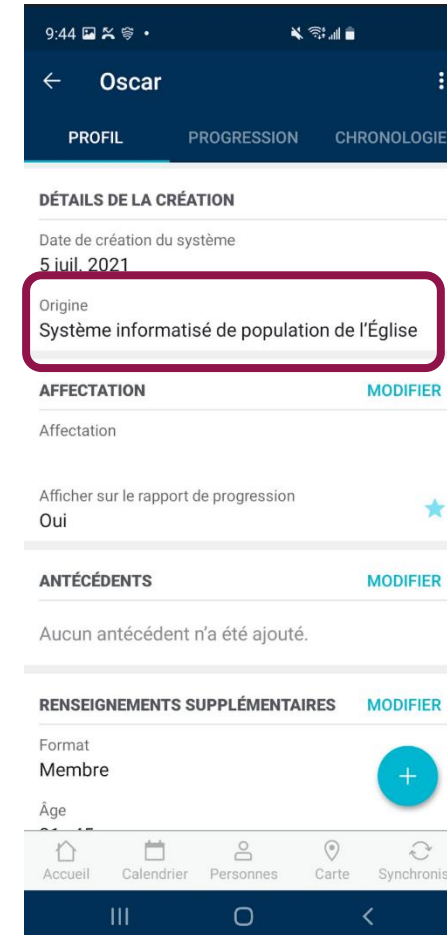 9:44
Oscar
PROFIL PROGRESSION CHRONOLOGIE
DÉTAILS DE LA CRÉATION
Date de création du système
5 juil. 2021
Origine
Système informatisé de population de l'Église
AFFECTATION MODIFIER
Affectation
Afficher sur le rapport de progression
Oui
ANTÉCÉDENTS MODIFIER
Aucun antécédent n'a été ajouté.
RENSEIGNEMENTS SUPPLÉMENTAIRES MODIFIER
Format
Membre
Âge
Accueil Calendrier Personnes Carte Synchronis